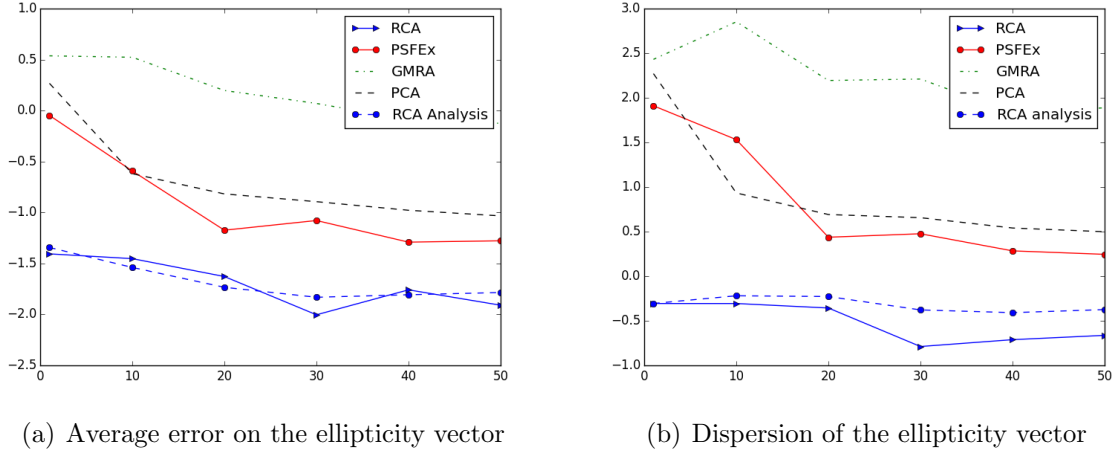 1.0
0.5
0.0
−0.5
−1.0
−1.5
−2.0
−2.5
0 10 20 30 40 50
RCA
PSFEx
GMRA
PCA
RCA Analysis
(a) Average error on the ellipticity vector
3.0
2.5
2.0
1.5
1.0
0.5
0.0
−0.5
−1.0
0 10 20 30 40 50
RCA
PSFEx
GMRA
PCA
RCA analysis
(b) Dispersion of the ellipticity vector